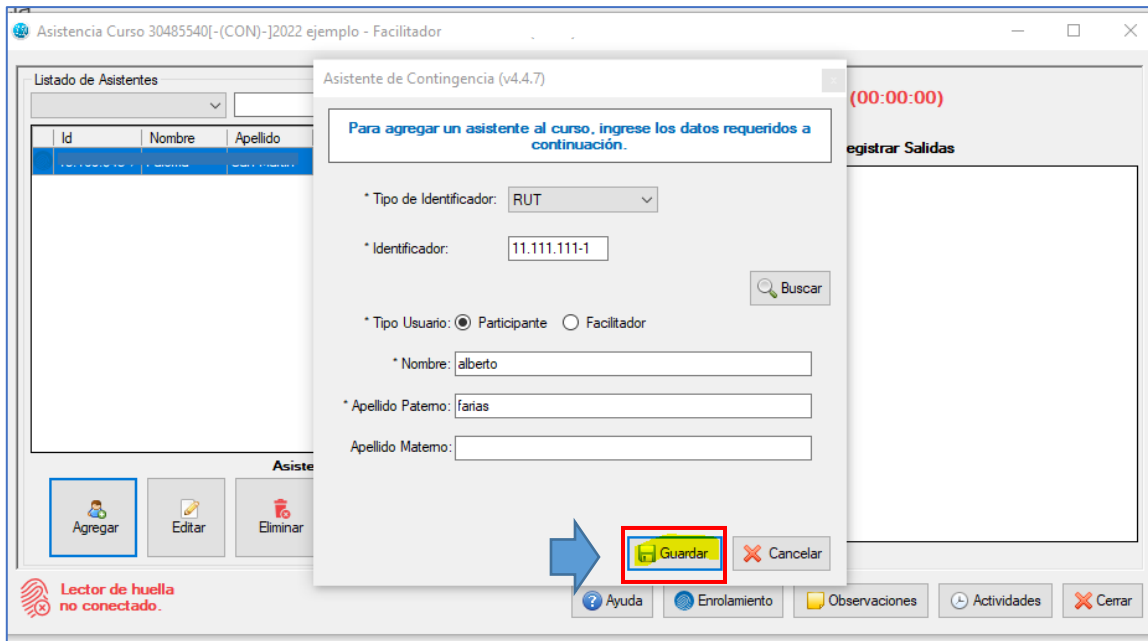 Asistencia Curso 30485540[-(CON)-]2022 ejemplo - Facilitador
Listado de Asistentes
Id Nombre Apellido
Asistente de Contingencia (v4.4.7)
Para agregar un asistente al curso, ingrese los datos requeridos a
continuación.
* Tipo de Identificador: RUT
* Identificador: 11.111.111-1
Buscar
* Tipo Usuario: Participante Facilitador
* Nombre: alberto
* Apellido Paterno: farias
Apellido Materno:
Guardar Cancelar
(00:00:00)
egistrar Salidas
Asiste
Agregar Editar Eliminar
Lector de huella
no conectado.
Ayuda Enrolamiento Observaciones Actividades Cerrar